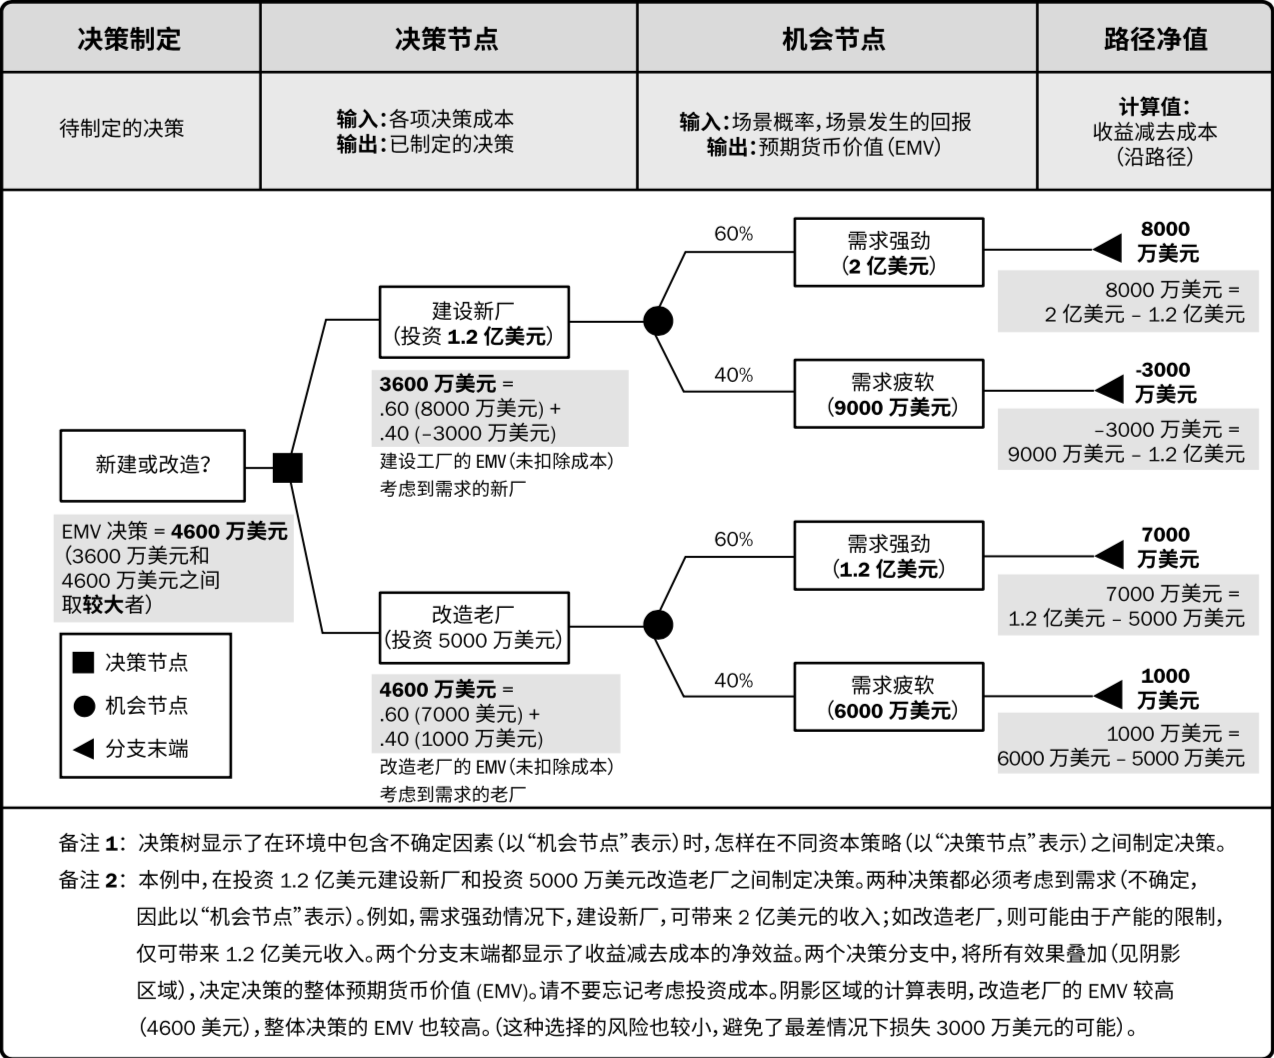 决策制定
决策节点
机会节点
路径净值
待制定的决策
输入：各项决策成本
输出：已制定的决策
输入：场景概率，场景发生的回报
输出：预期货币价值（EMV）
计算值：
收益减去成本
（沿路径）
新建或改造？
EMV 决策 = 4600 万美元
（3600 万美元和
4600 万美元之间
取较大者）
决策节点
机会节点
分支末端
建设新厂
（投资 1.2 亿美元）
3600 万美元 =
.60 (8000 万美元) +
.40 (–3000 万美元)
建设工厂的 EMV（未扣除成本）
考虑到需求的新厂
改造老厂
（投资 5000 万美元）
4600 万美元 =
.60 (7000 美元) +
.40 (1000 万美元)
改造老厂的 EMV（未扣除成本）
考虑到需求的老厂
60%
需求强劲
（2 亿美元）
8000
万美元
8000 万美元 =
2 亿美元 – 1.2 亿美元
40%
需求疲软
（9000 万美元）
-3000
万美元
–3000 万美元 =
9000 万美元 – 1.2 亿美元
60%
需求强劲
（1.2 亿美元）
7000
万美元
7000 万美元 =
1.2 亿美元 – 5000 万美元
40%
需求疲软
（6000 万美元）
1000
万美元
1000 万美元 =
6000 万美元 – 5000 万美元
备注 1： 决策树显示了在环境中包含不确定因素（以“机会节点”表示）时，怎样在不同资本策略（以“决策节点”表示）之间制定决策。
备注 2： 本例中，在投资 1.2 亿美元建设新厂和投资 5000 万美元改造老厂之间制定决策。两种决策都必须考虑到需求（不确定，
因此以“机会节点”表示）。例如，需求强劲情况下，建设新厂，可带来 2 亿美元的收入；如改造老厂，则可能由于产能的限制，
仅可带来 1.2 亿美元收入。两个分支末端都显示了收益减去成本的净效益。两个决策分支中，将所有效果叠加（见阴影
区域），决定决策的整体预期货币价值 (EMV)。请不要忘记考虑投资成本。阴影区域的计算表明，改造老厂的 EMV 较高
（4600 美元），整体决策的 EMV 也较高。（这种选择的风险也较小，避免了最差情况下损失 3000 万美元的可能）。